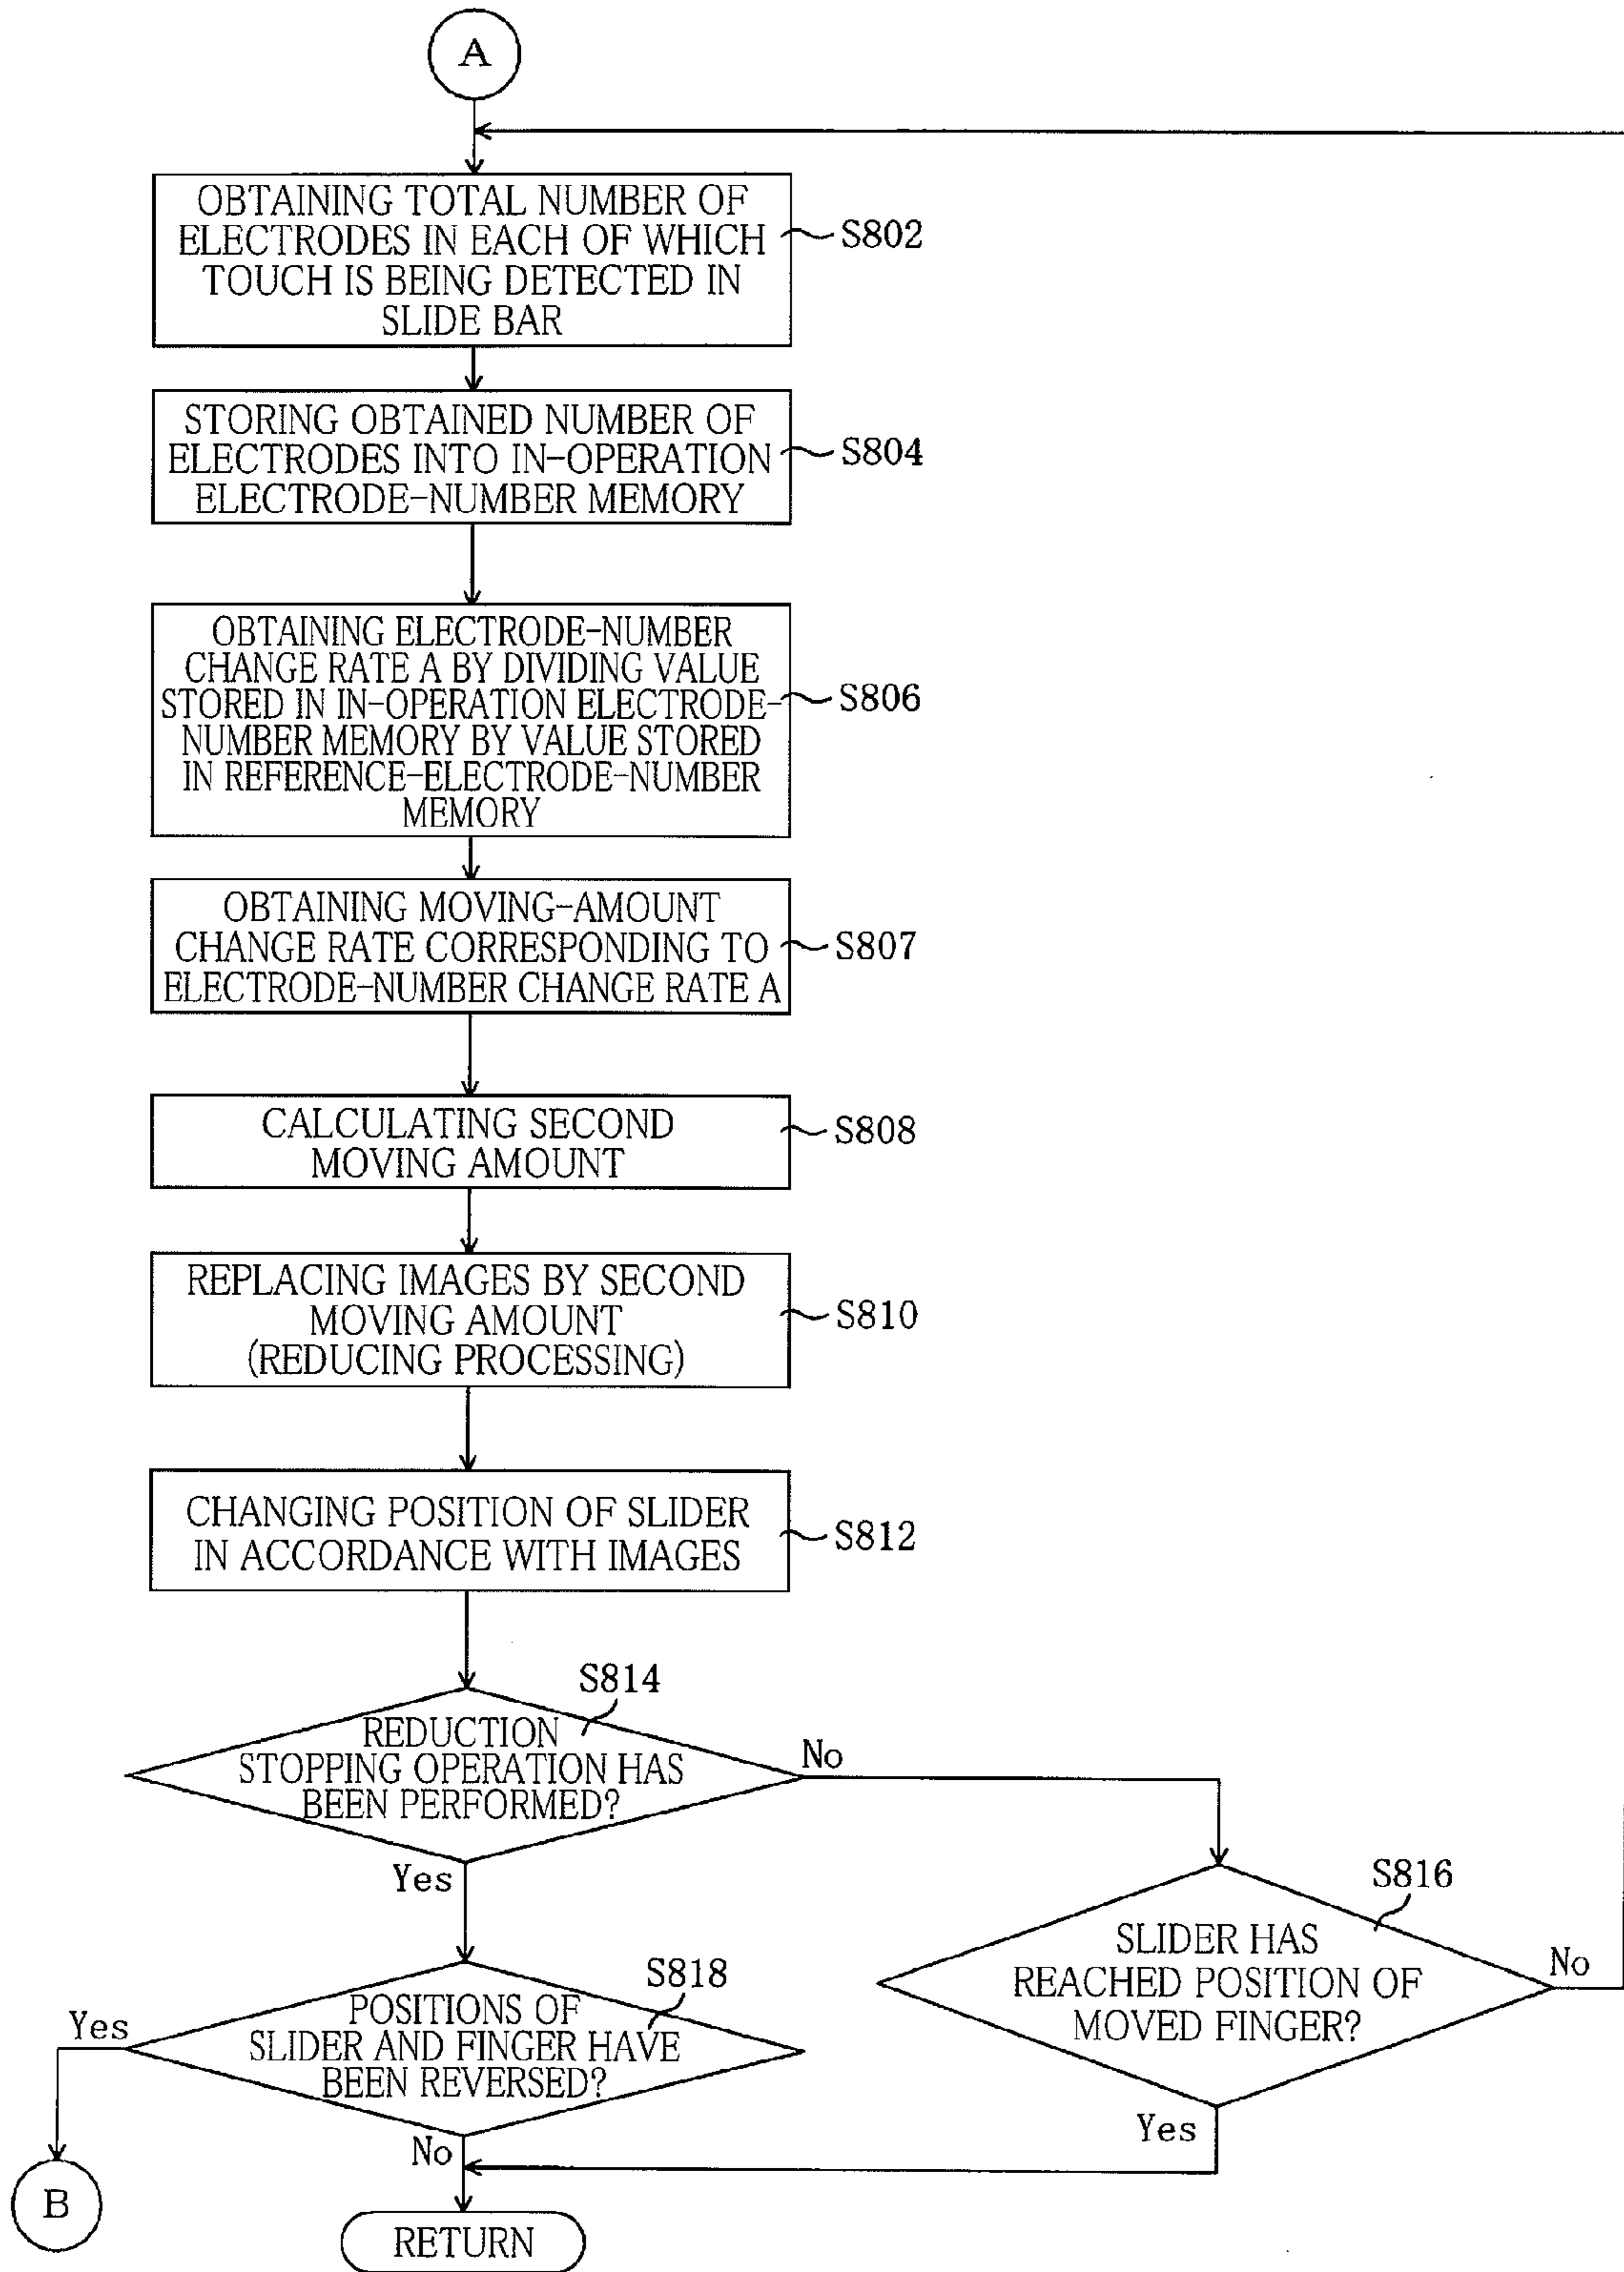 A
OBTAINING TOTAL NUMBER OF
ELECTRODES IN EACH OF WHICH
TOUCH IS BEING DETECTED IN
SLIDE BAR
S802
STORING OBTAINED NUMBER OF
ELECTRODES INTO IN-OPERATION
ELECTRODE-NUMBER MEMORY
S804
OBTAINING ELECTRODE-NUMBER
CHANGE RATE A BY DIVIDING VALUE
STORED IN IN-OPERATION ELECTRODE-
NUMBER MEMORY BY VALUE STORED
IN REFERENCE-ELECTRODE-NUMBER
MEMORY
S806
OBTAINING MOVING-AMOUNT
CHANGE RATE CORRESPONDING TO
ELECTRODE-NUMBER CHANGE RATE A
S807
CALCULATING SECOND
MOVING AMOUNT
S808
REPLACING IMAGES BY SECOND
MOVING AMOUNT
(REDUCING PROCESSING)
S810
CHANGING POSITION OF SLIDER
IN ACCORDANCE WITH IMAGES
S812
S814
REDUCTION
STOPPING OPERATION HAS
BEEN PERFORMED?
No
Yes
S816
SLIDER HAS
REACHED POSITION OF
MOVED FINGER?
No
Yes
S818
POSITIONS OF
SLIDER AND FINGER HAVE
BEEN REVERSED?
Yes
No
B
RETURN